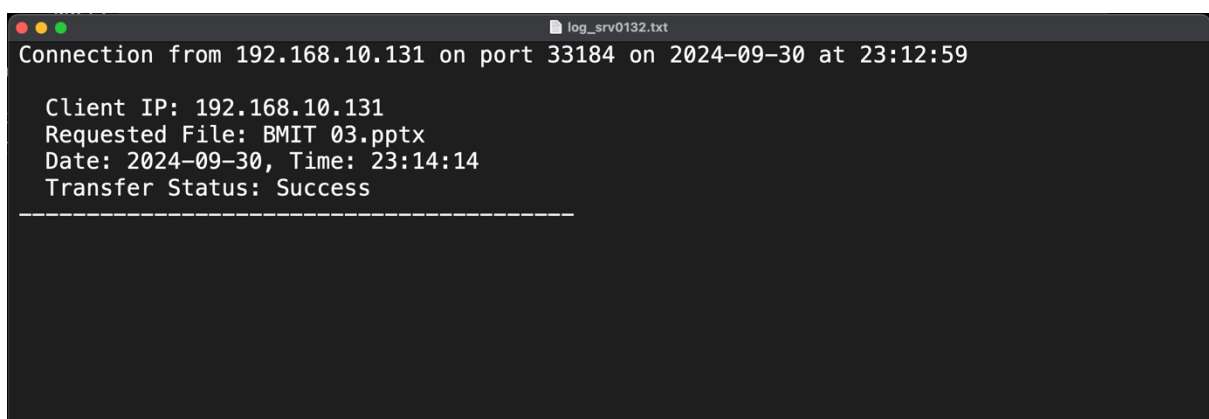 log_srv0132.txt
Connection from 192.168.10.131 on port 33184 on 2024-09-30 at 23:12:59
Client IP: 192.168.10.131
Requested File: BMIT 03.pptx
Date: 2024-09-30, Time: 23:14:14
Transfer Status: Success
-----------------------------------------